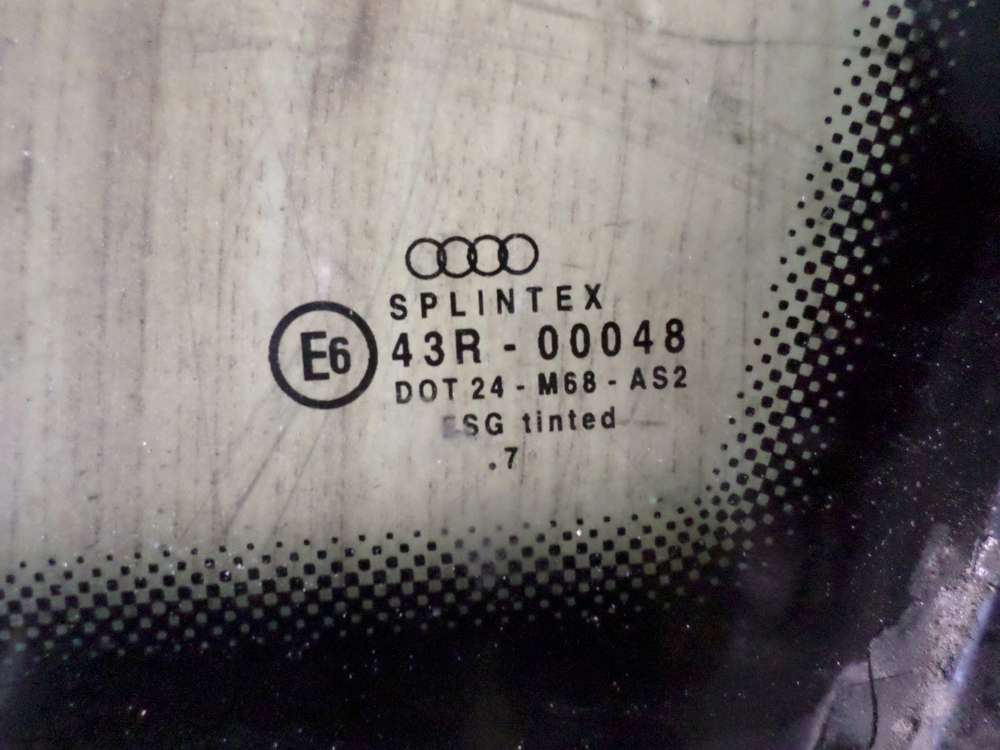 SPLINTEX
E6
43R - 00048
DOT 24 - M68 - AS2
ESG tinted
.7